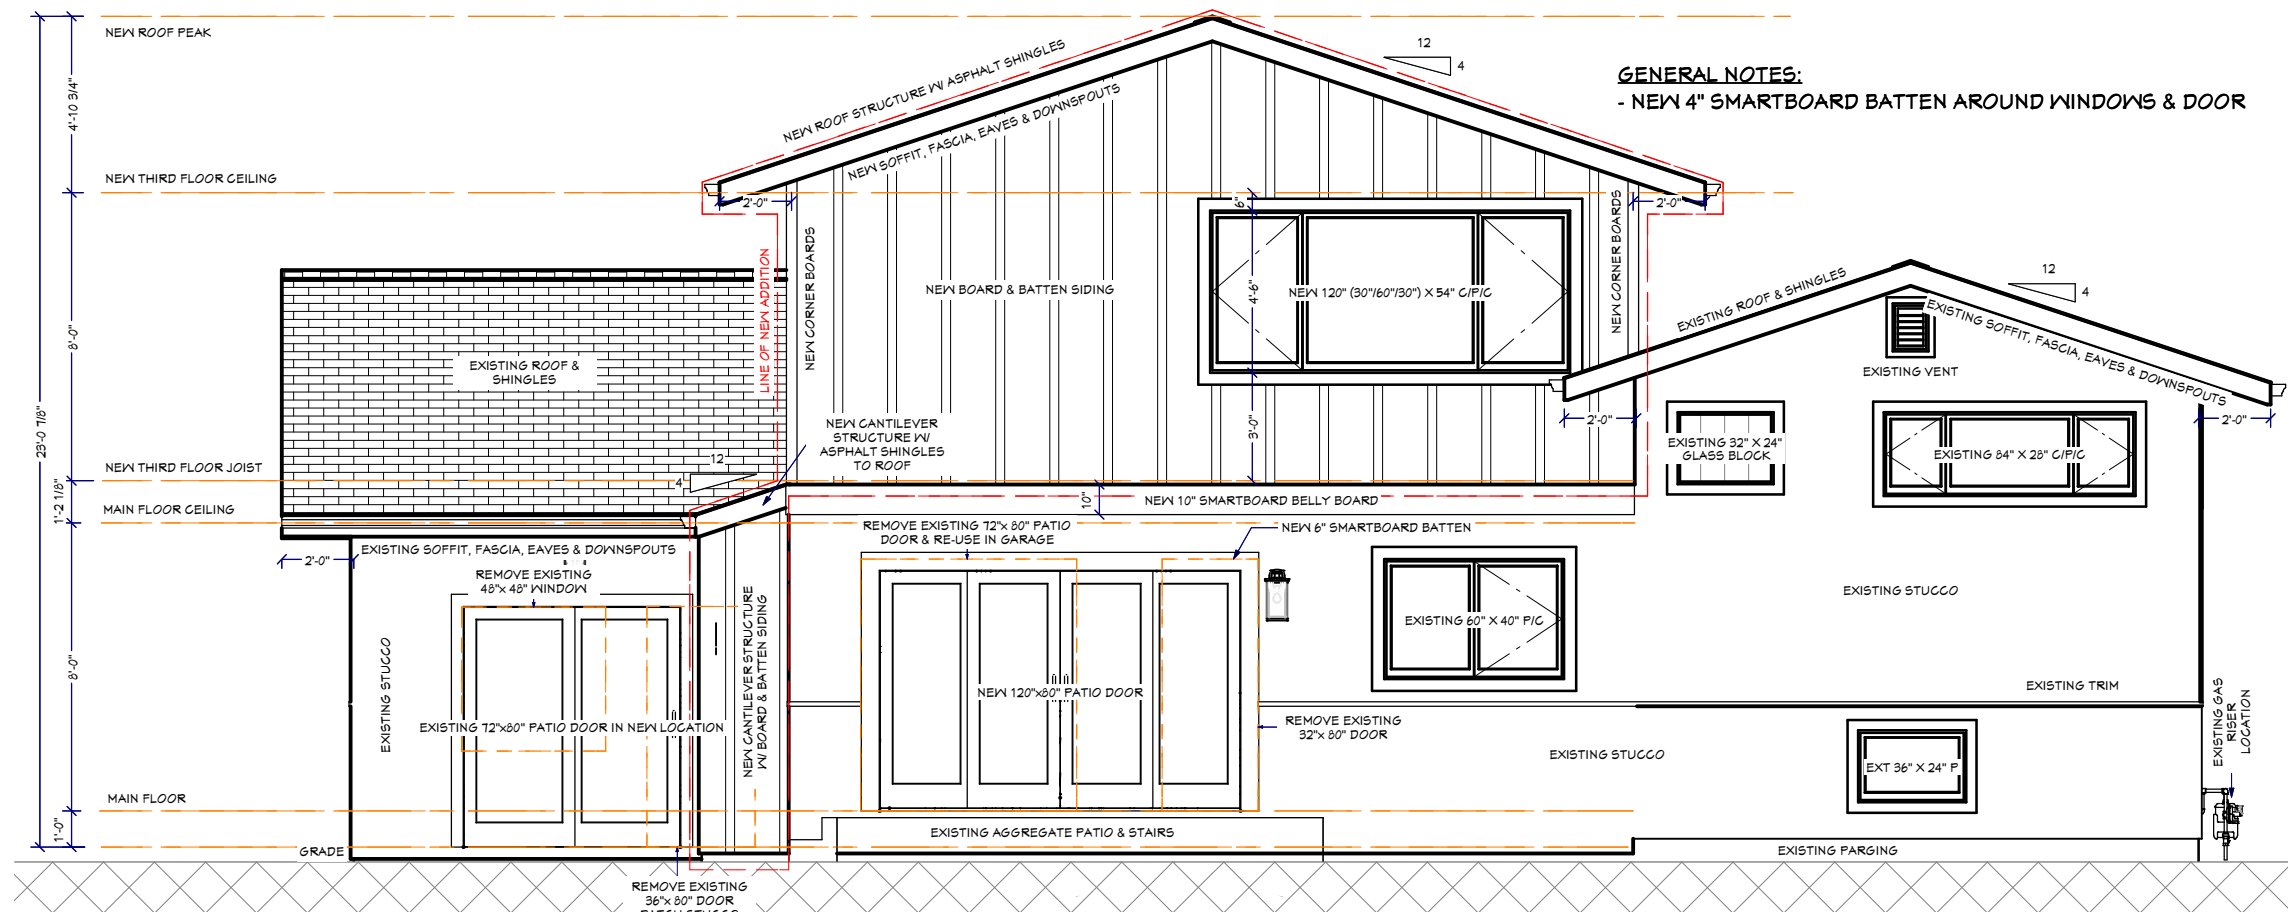 NEW ROOF PEAK
12
4
GENERAL NOTES:
- NEW 4" SMARTBOARD BATTEN AROUND WINDOWS & DOOR
NEW ROOF STRUCTURE W/ ASPHALT SHINGLES
NEW SOFFIT, FASCIA, EAVES & DOWNSPOUTS
4'-10 3/4"
NEW THIRD FLOOR CEILING
2'-0"
6"
2'-0"
NEW CORNER BOARDS
NEW CORNER BOARDS
LINE OF NEW ADDITION
NEW BOARD & BATTEN SIDING
4'-6"
NEW 120" (30"/60"/30") X 54" C/P/C
12
4
EXISTING ROOF & SHINGLES
EXISTING SOFFIT, FASCIA, EAVES & DOWNSPOUTS
8'-0"
EXISTING ROOF &
SHINGLES
EXISTING VENT
23'-0 7/8"
NEW CANTILEVER
STRUCTURE W/
ASPHALT SHINGLES
TO ROOF
3'-0"
2'-0"
2'-0"
EXISTING 32" X 24"
GLASS BLOCK
EXISTING 84" X 28" C/P/C
NEW THIRD FLOOR JOIST
12
4
1'-2 1/8"
10"
NEW 10" SMARTBOARD BELLY BOARD
MAIN FLOOR CEILING
REMOVE EXISTING 72"x 80" PATIO
DOOR & RE-USE IN GARAGE
NEW 6" SMARTBOARD BATTEN
EXISTING SOFFIT, FASCIA, EAVES & DOWNSPOUTS
2'-0"
REMOVE EXISTING
48"x 48" WINDOW
EXISTING STUCCO
EXISTING 60" X 40" P/C
EXISTING STUCCO
NEW CANTILEVER STRUCTURE
W/ BOARD & BATTEN SIDING
8'-0"
NEW 120"x80" PATIO DOOR
EXISTING TRIM
EXISTING 72"x80" PATIO DOOR IN NEW LOCATION
REMOVE EXISTING
32"x 80" DOOR
EXISTING STUCCO
EXISTING GAS
RISER
LOCATION
EXT 36" X 24" P
MAIN FLOOR
1'-0"
EXISTING AGGREGATE PATIO & STAIRS
GRADE
EXISTING PARGING
REMOVE EXISTING
36"x 80" DOOR